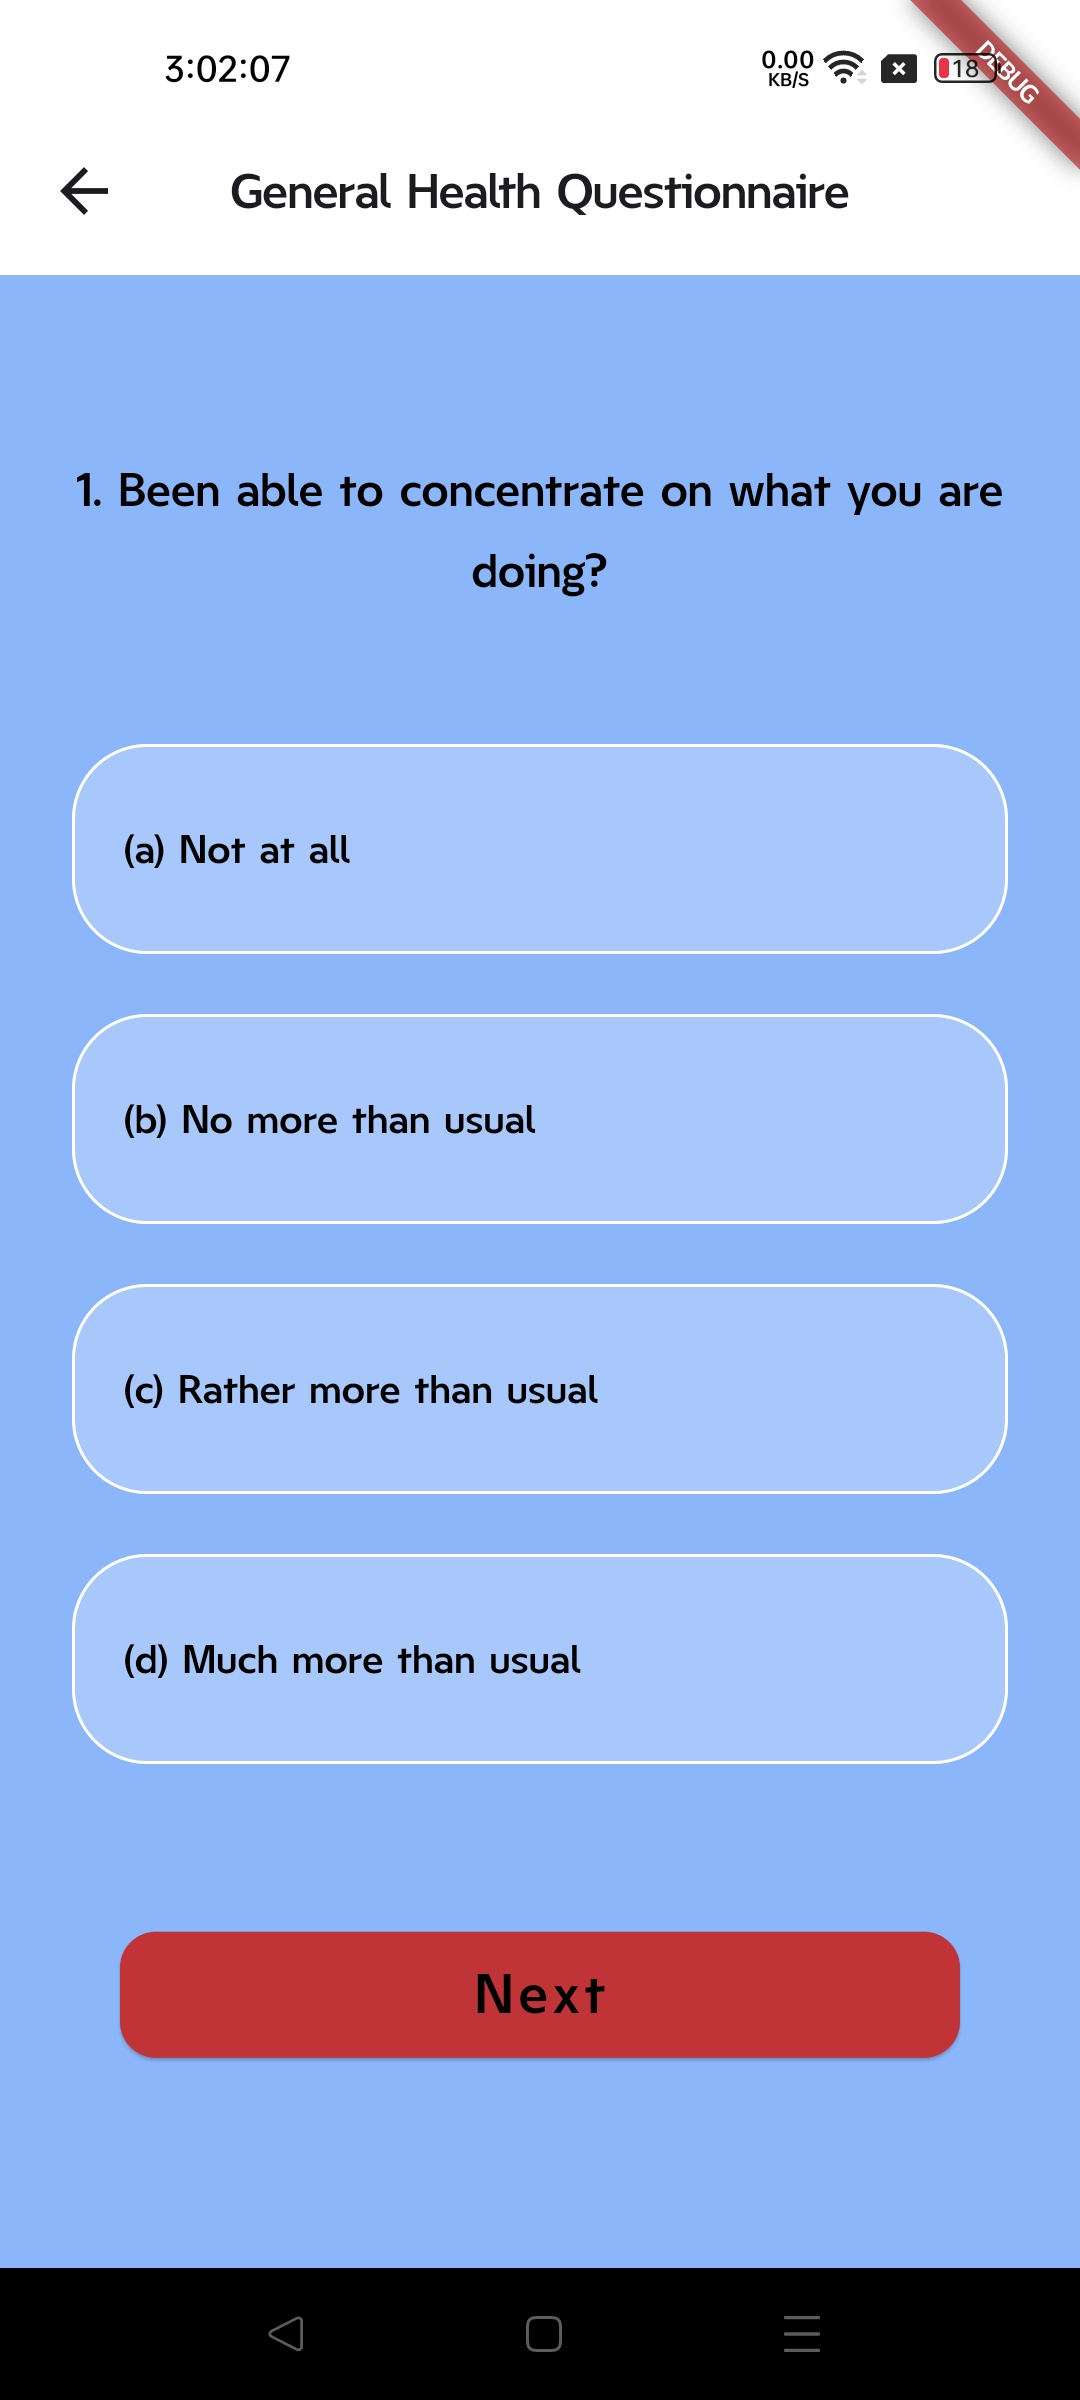 3:02:07
0.00
KB/S
18
DEBUG
General Health Questionnaire
1. Been able to concentrate on what you are
doing?
(a) Not at all
(b) No more than usual
(c) Rather more than usual
(d) Much more than usual
Next